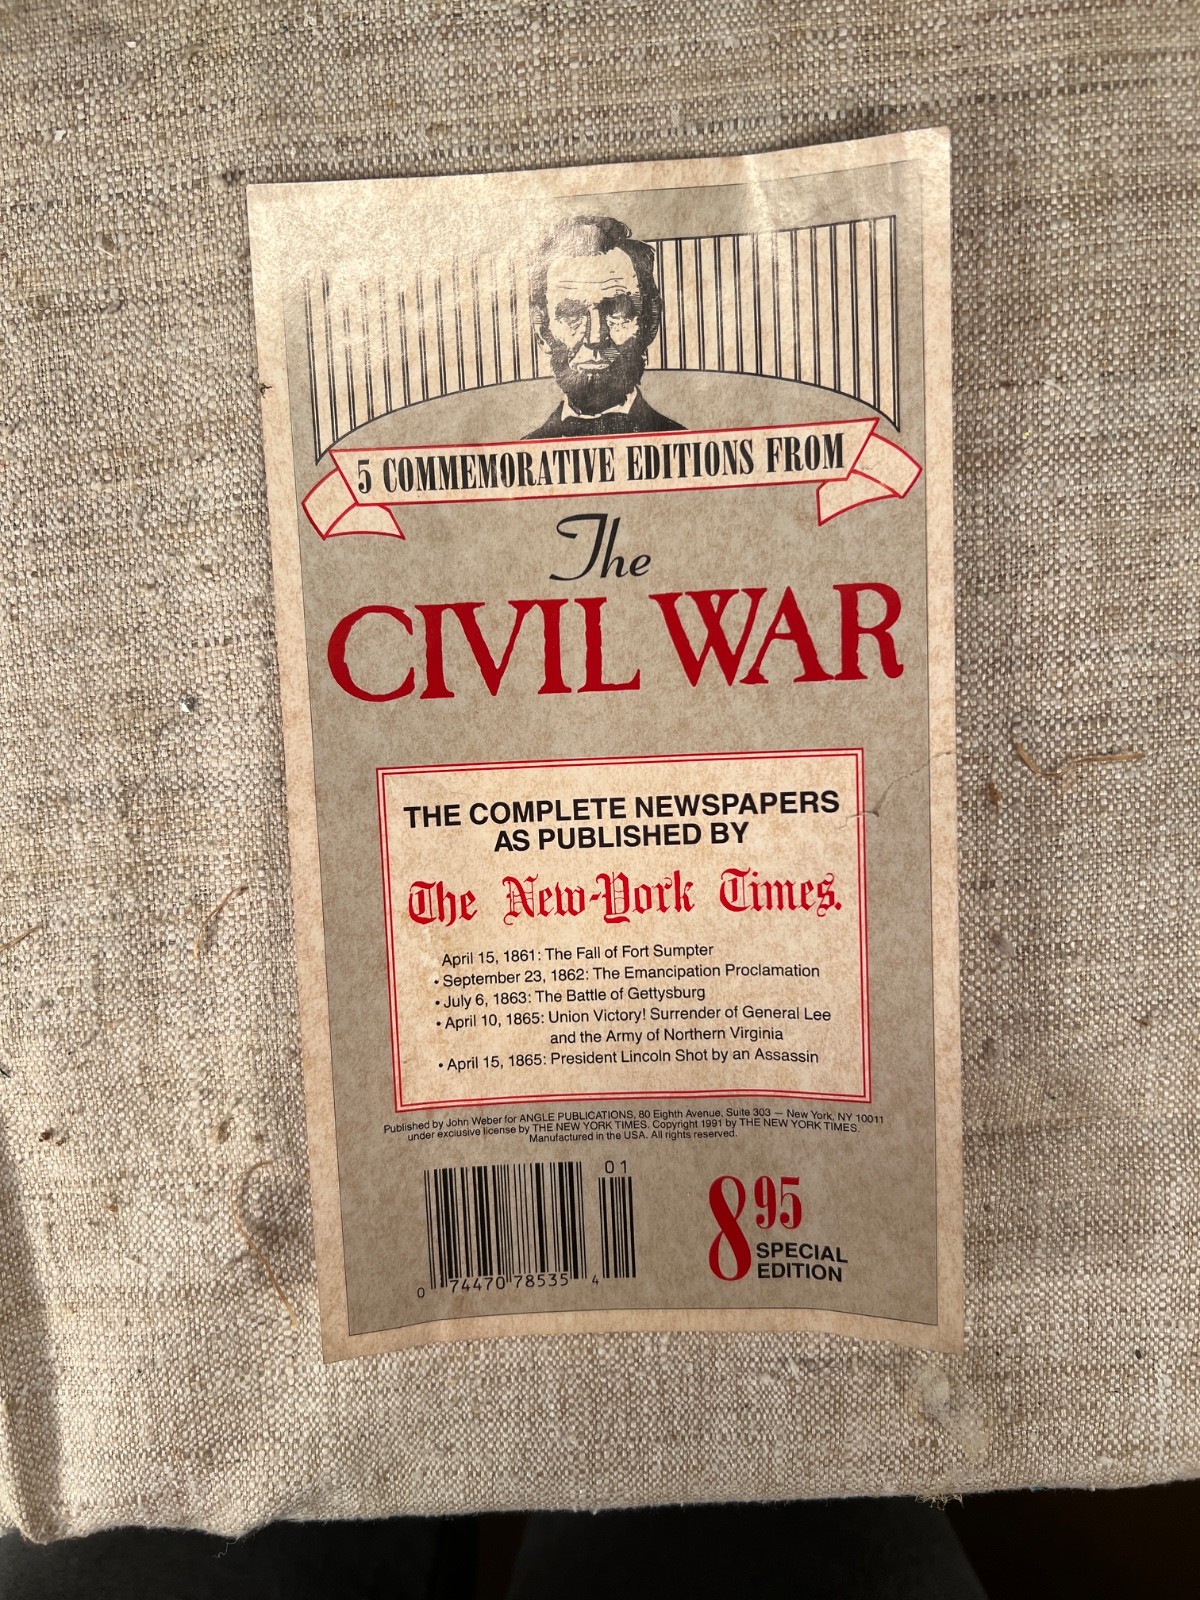 5 COMMEMORATIVE EDITIONS FROM
The
CIVIL WAR
THE COMPLETE NEWSPAPERS
AS PUBLISHED BY
The New-York Times.
April 15, 1861: The Fall of Fort Sumpter
• September 23, 1862: The Emancipation Proclamation
• July 6, 1863: The Battle of Gettysburg
• April 10, 1865: Union Victory! Surrender of General Lee
and the Army of Northern Virginia
• April 15, 1865: President Lincoln Shot by an Assassin
Published by John Weber for ANGLE PUBLICATIONS, 80 Eighth Avenue, Suite 303 — New York, NY 10011
under exclusive license by THE NEW YORK TIMES. Copyright 1991 by THE NEW YORK TIMES.
Manufactured in the USA. All rights reserved.
01
0 74470 78535 4
8 95
SPECIAL
EDITION